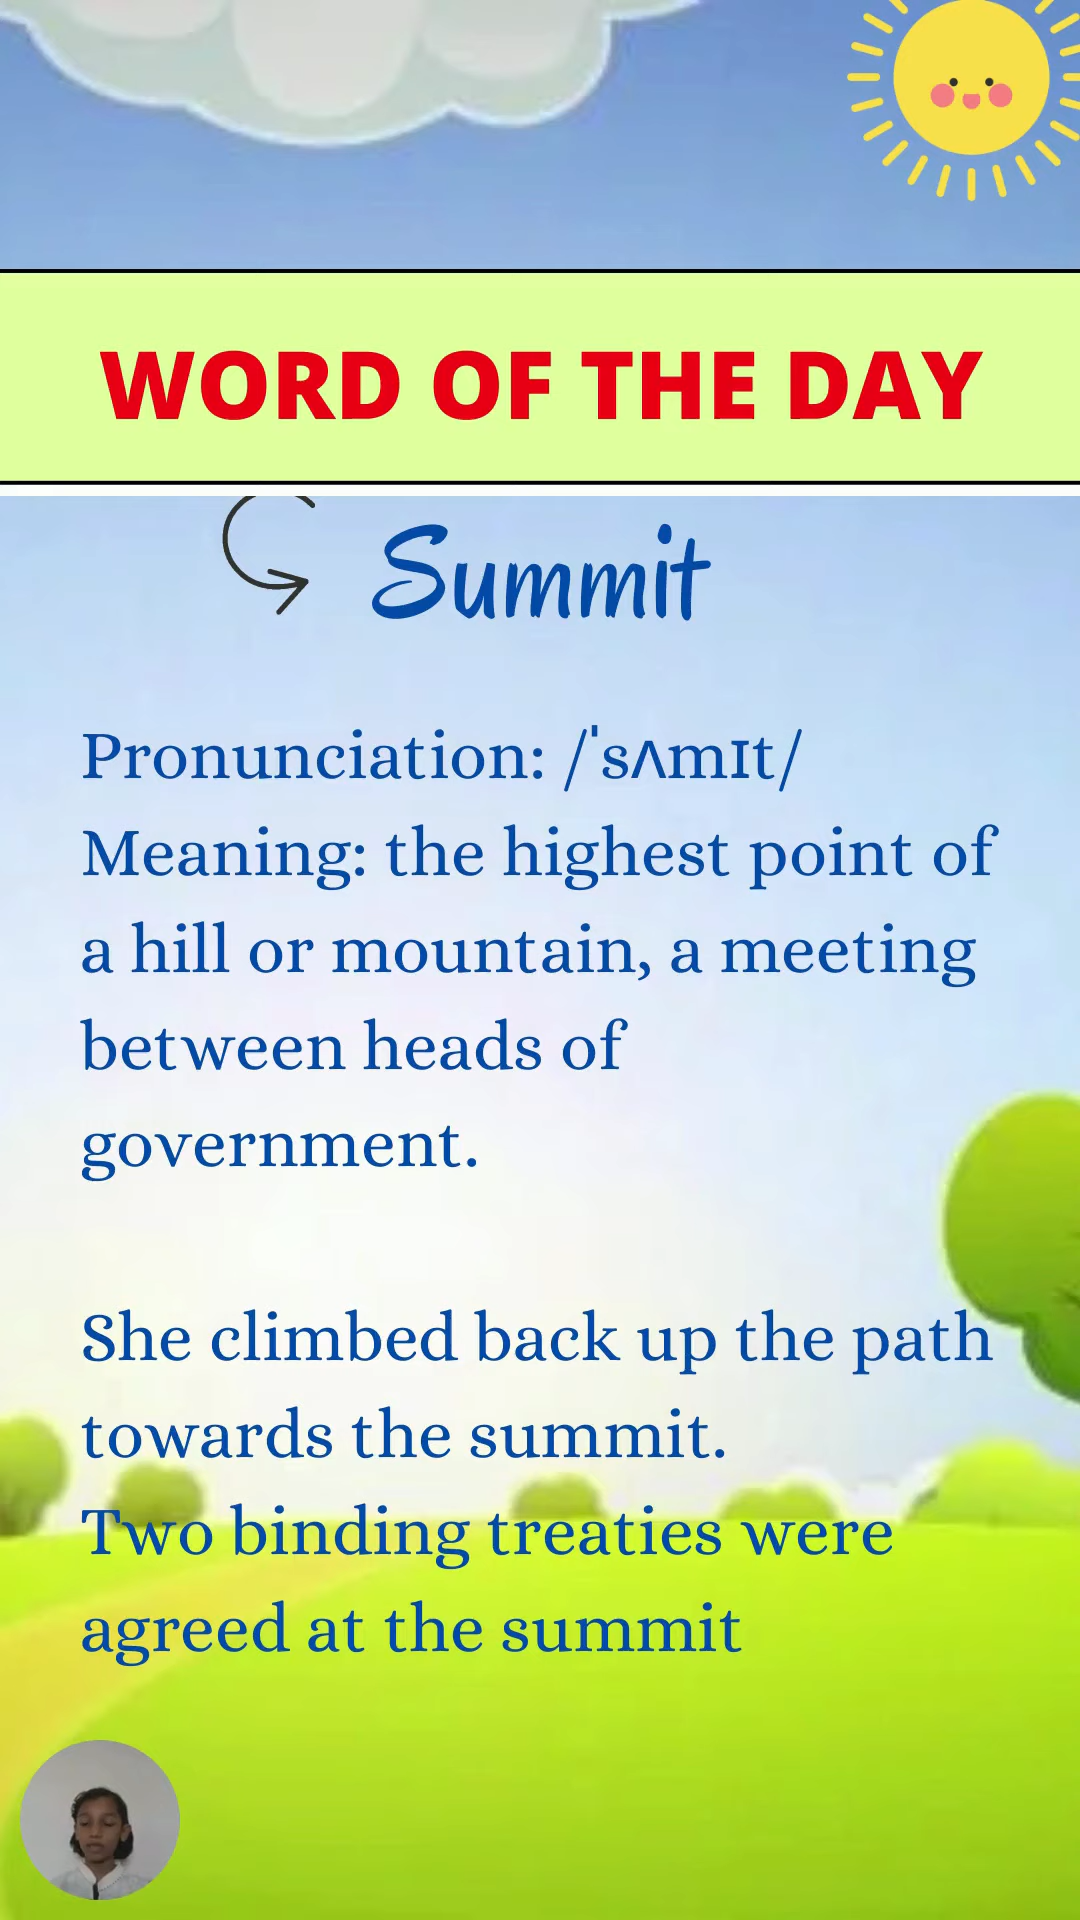 WORD OF THE DAY
Summit
Pronunciation: /ˈsʌmɪt/
Meaning: the highest point of
a hill or mountain, a meeting
between heads of
government.
She climbed back up the path
towards the summit.
Two binding treaties were
agreed at the summit